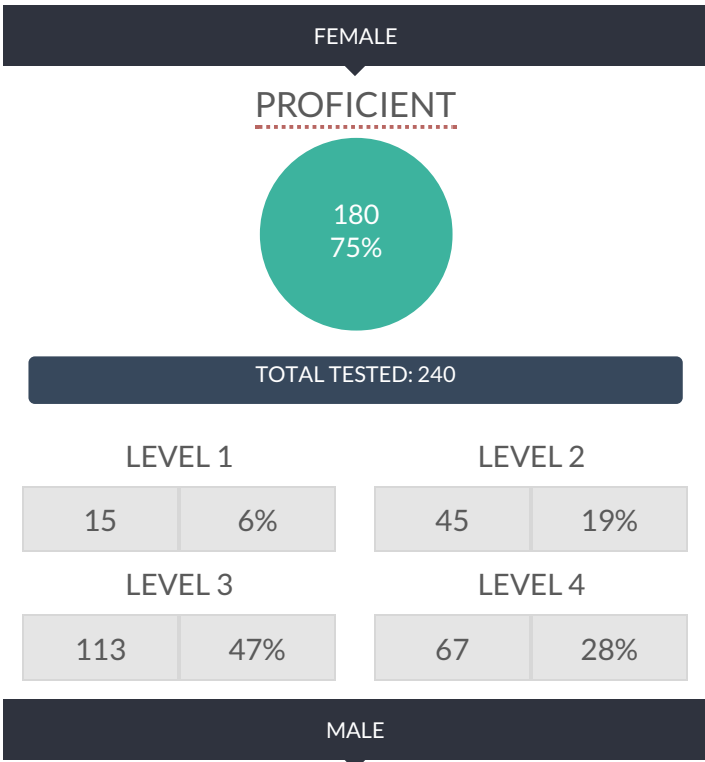 FEMALE
PROFICIENT
180
75%
TOTAL TESTED: 240
LEVEL 1
LEVEL 2
15 6%
45 19%
LEVEL 3
LEVEL 4
113 47%
67 28%
MALE